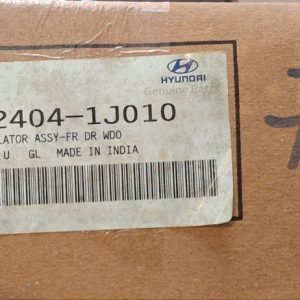 HYUNDAI
Genuine Parts
2404-1J010
LATOR ASSY-FR DR WDO
U GL MADE IN INDIA